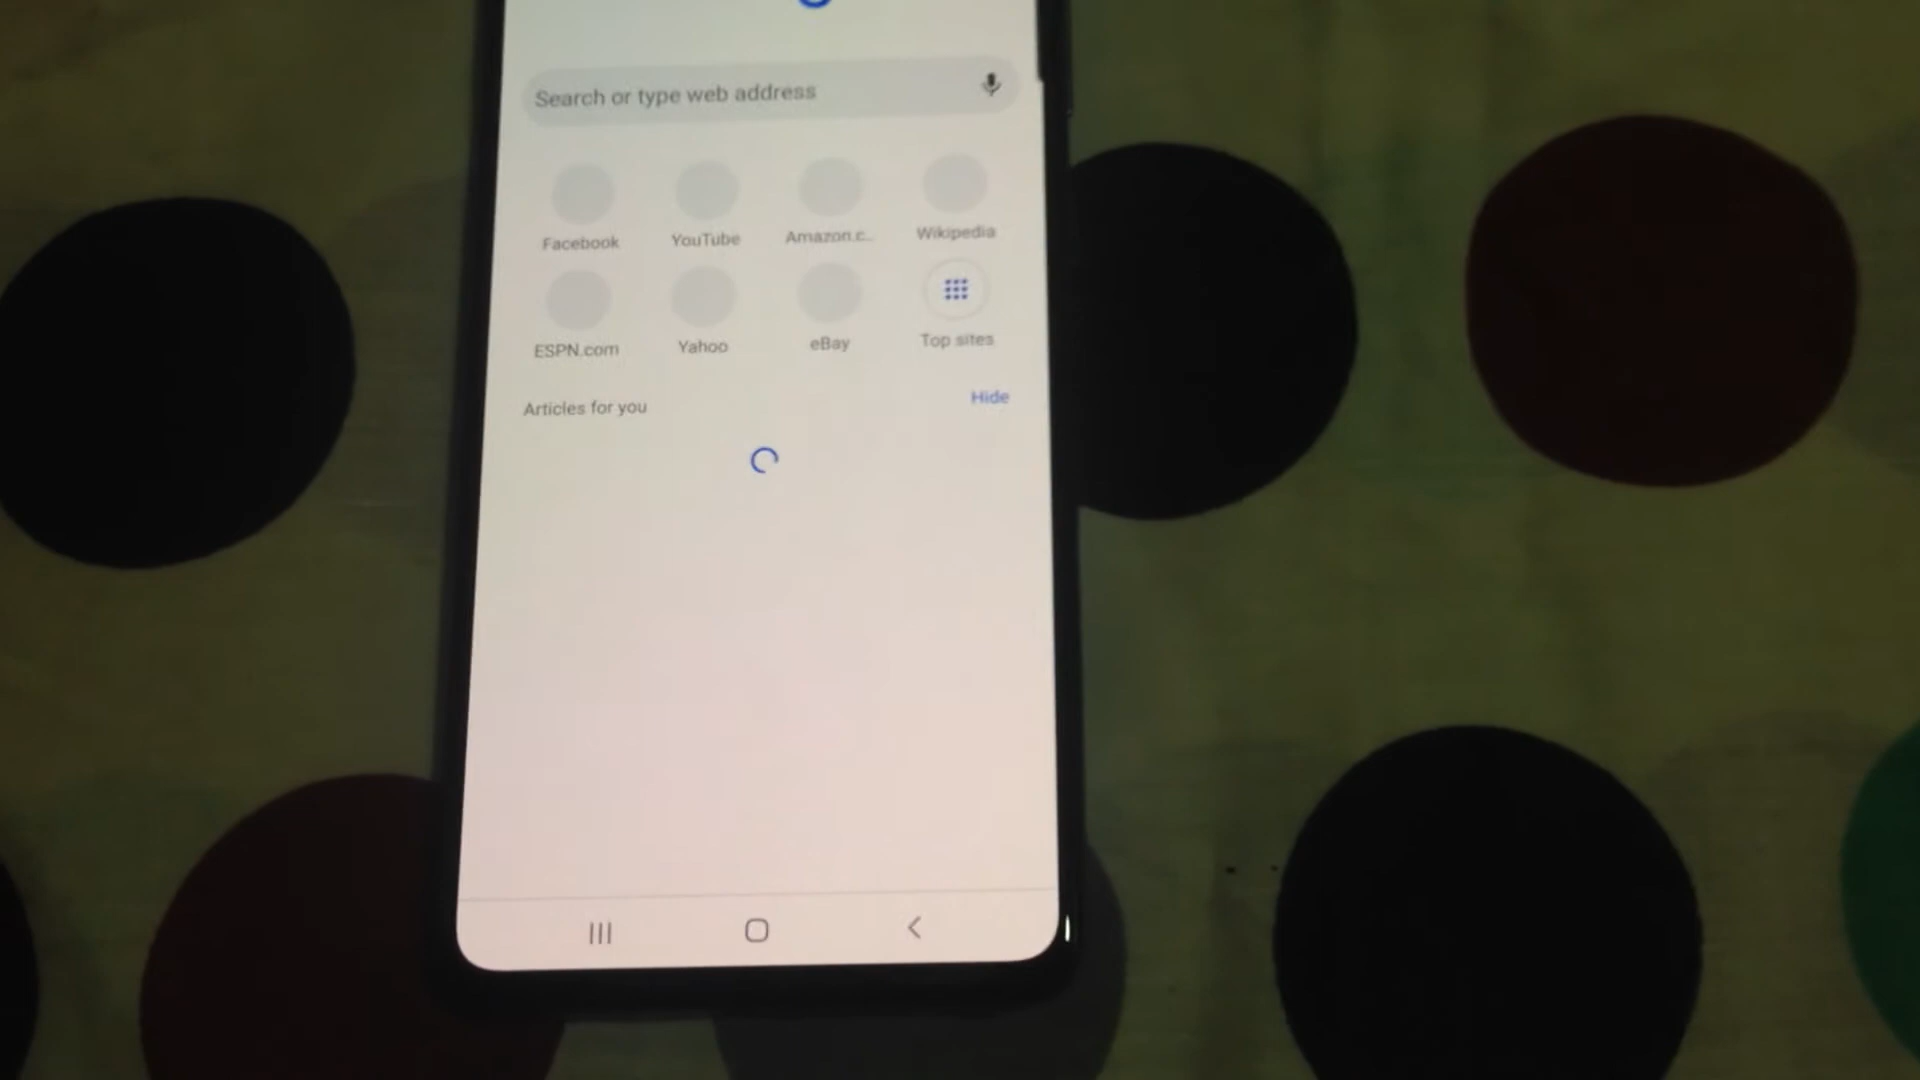 Search or type web address
Facebook YouTube Amazon.c... Wikipedia
ESPN.com Yahoo eBay Top sites
Articles for you Hide